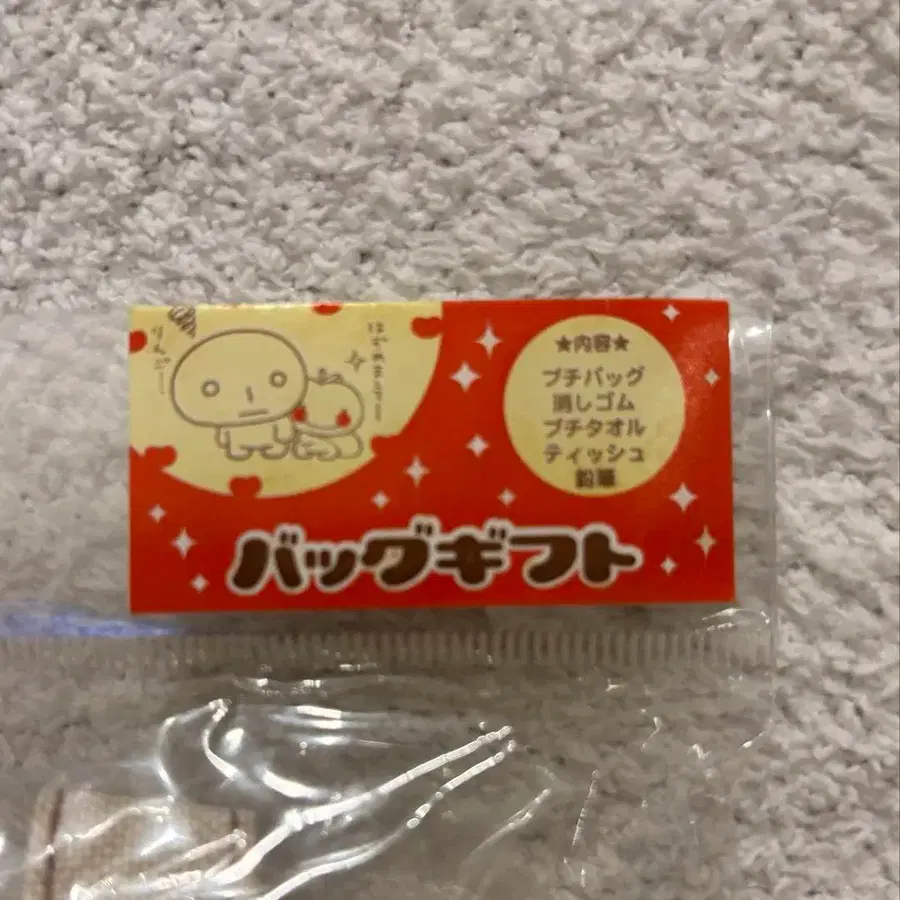 りんごー
はじめましてー
★内容★
プチバッグ
消しゴム
プチタオル
ティッシュ
鉛筆
バッグギフト